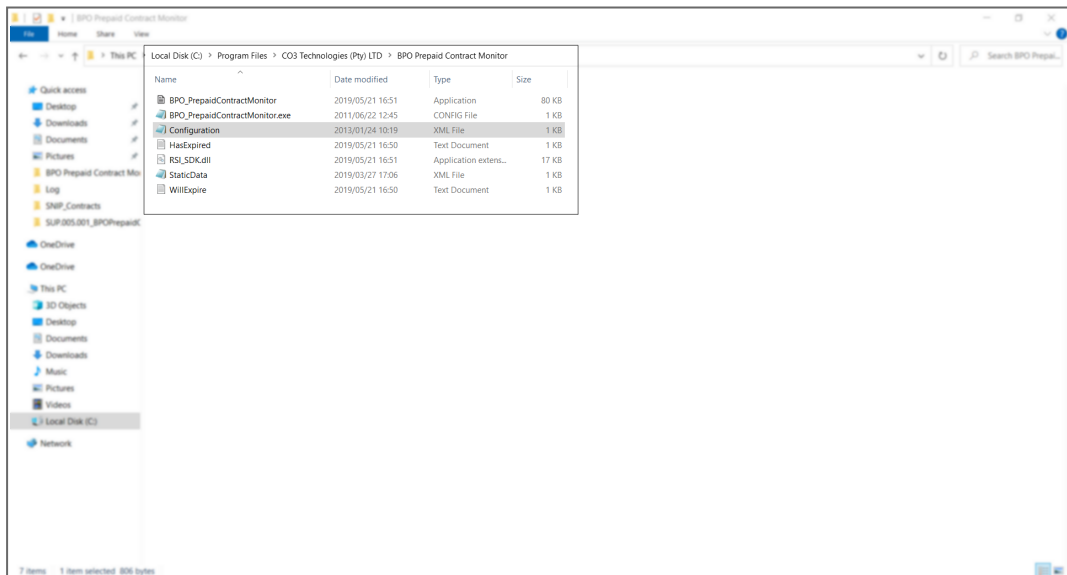 BPO Prepaid Contract Monitor
File Home Share View
This PC > Local Disk (C:) > Program Files > CO3 Technologies (Pty) LTD > BPO Prepaid Contract Monitor
Search BPO Prepai...
Name Date modified Type Size
BPO_PrepaidContractMonitor 2019/05/21 16:51 Application 80 KB
BPO_PrepaidContractMonitor.exe 2011/06/22 12:45 CONFIG File 1 KB
Configuration 2013/01/24 10:19 XML File 1 KB
HasExpired 2019/05/21 16:50 Text Document 1 KB
RSI_SDK.dll 2019/05/21 16:51 Application extens... 17 KB
StaticData 2019/03/27 17:06 XML File 1 KB
WillExpire 2019/05/21 16:50 Text Document 1 KB
Quick access
Desktop
Downloads
Documents
Pictures
BPO Prepaid Contract Mo
Log
SNIP_Contracts
SUP.005.001_BPOPrepaidC
OneDrive
OneDrive
This PC
3D Objects
Desktop
Documents
Downloads
Music
Pictures
Videos
Local Disk (C:)
Network
7 items 1 item selected 806 bytes